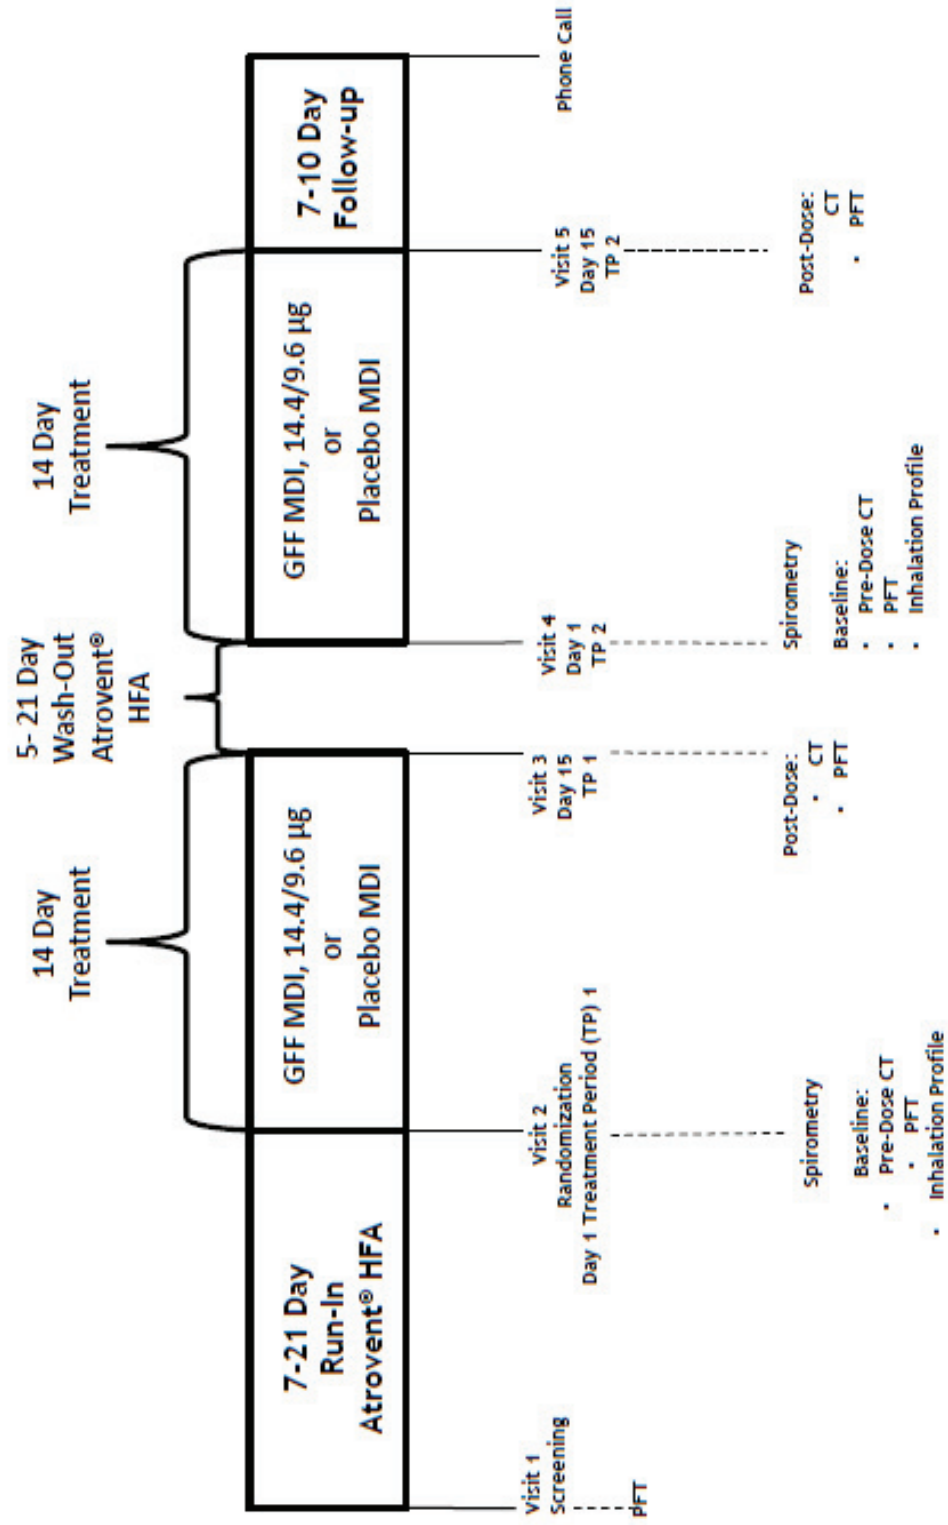 14 Day
Treatment
5- 21 Day
Wash-Out
Atrovent®
HFA
14 Day
Treatment
7-21 Day
Run-In
Atrovent® HFA
GFF MDI, 14.4/9.6 µg
or
Placebo MDI
GFF MDI, 14.4/9.6 µg
or
Placebo MDI
7-10 Day
Follow-up
Visit 1
Screening
PFT
Visit 2
Randomization
Day 1 Treatment Period (TP) 1
Spirometry
Baseline:
• Pre-Dose CT
• PFT
• Inhalation Profile
Visit 3
Day 15
TP 1
Post-Dose:
• CT
• PFT
Visit 4
Day 1
TP 2
Spirometry
Baseline:
• Pre-Dose CT
• PFT
• Inhalation Profile
Visit 5
Day 15
TP 2
Post-Dose:
CT
• PFT
Phone Call